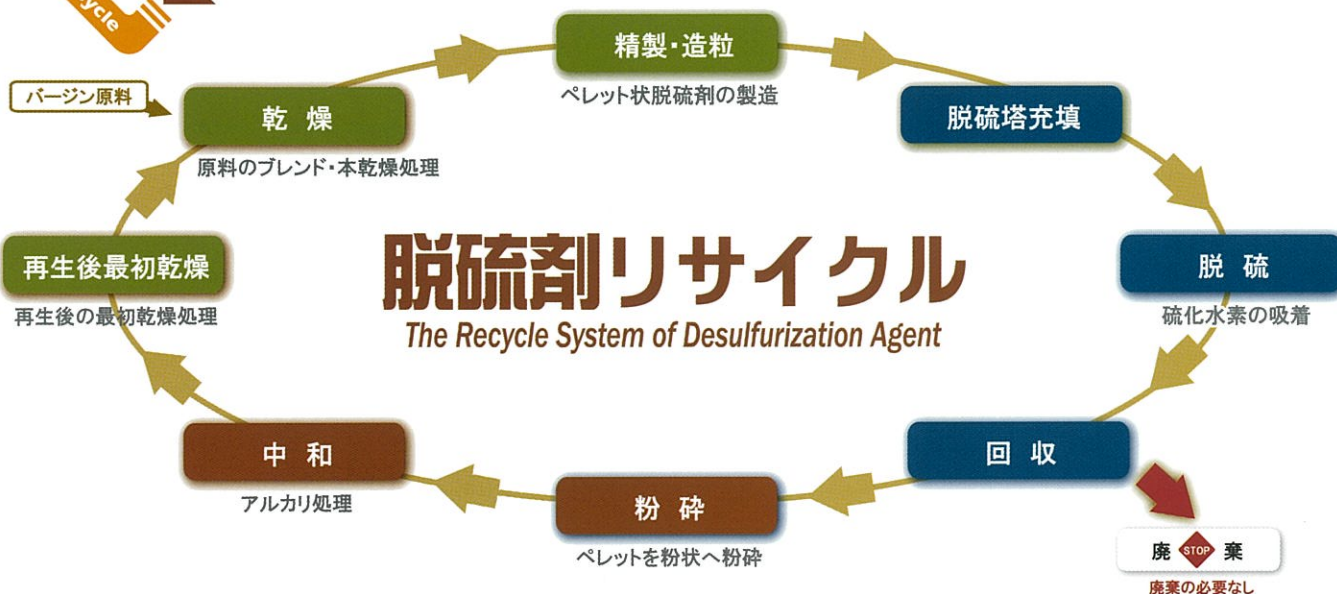 cycle
精製・造粒
ペレット状脱硫剤の製造
バージン原料
乾 燥
原料のブレンド・本乾燥処理
脱硫塔充填
再生後最初乾燥
再生後の最初乾燥処理
脱硫剤リサイクル
The Recycle System of Desulfurization Agent
脱 硫
硫化水素の吸着
中 和
アルカリ処理
粉 砕
ペレットを粉状へ粉砕
回 収
廃 STOP 棄
廃棄の必要なし